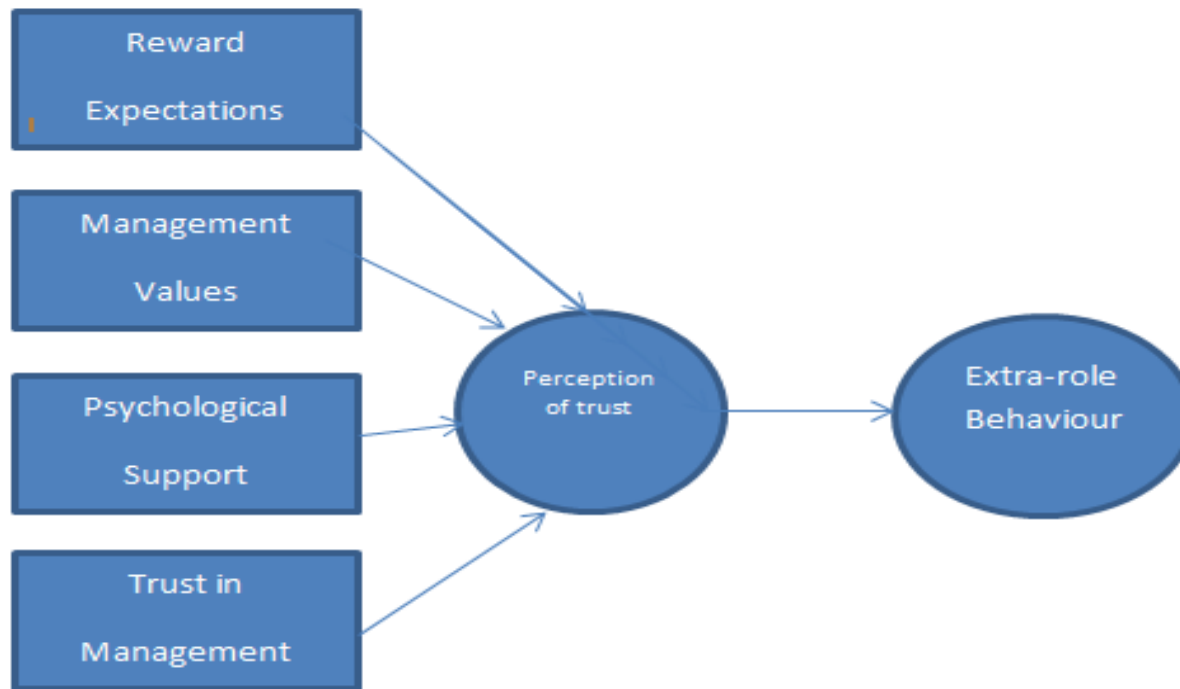 Reward
Expectations
Management
Values
Psychological
Support
Trust in
Management
Perception
of trust
Extra-role
Behaviour